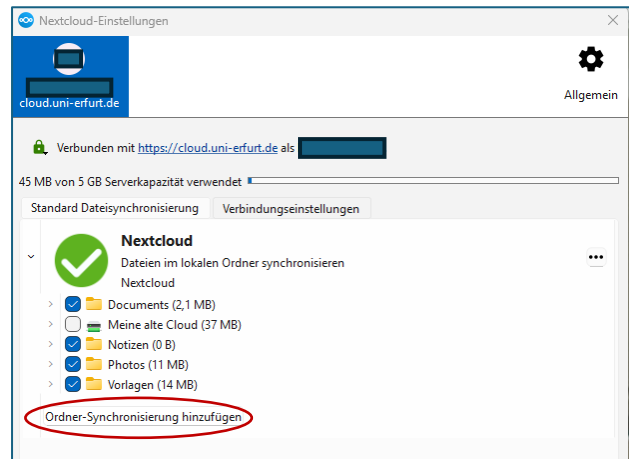 Nextcloud-Einstellungen
cloud.uni-erfurt.de
Allgemein
Verbunden mit https://cloud.uni-erfurt.de als
45 MB von 5 GB Serverkapazität verwendet
Standard Dateisynchronisierung Verbindungseinstellungen
Nextcloud
Dateien im lokalen Ordner synchronisieren
Nextcloud
Documents (2,1 MB)
Meine alte Cloud (37 MB)
Notizen (0 B)
Photos (11 MB)
Vorlagen (14 MB)
Ordner-Synchronisierung hinzufügen